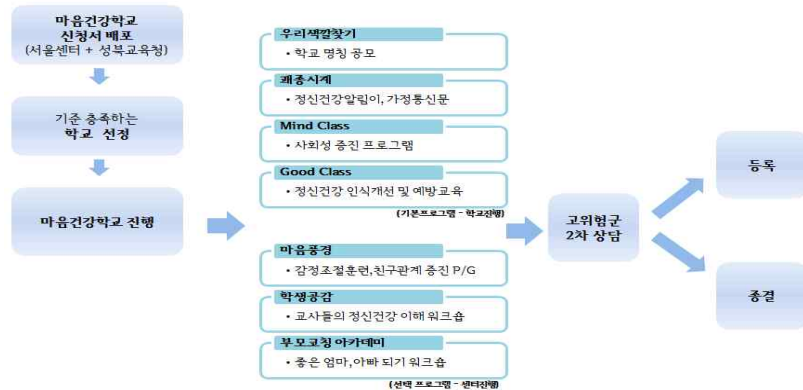 마음건강학교
신청서 배포
(서울센터 + 성북교육청)
기준 충족하는
학교 선정
마음건강학교 진행
우리색깔찾기
• 학교 명칭 공모
괘종시계
• 정신건강알림이, 가정통신문
Mind Class
• 사회성 증진 프로그램
Good Class
• 정신건강 인식개선 및 예방교육
(기본프로그램 - 학교진행)
마음풍경
• 감정조절훈련,친구관계 증진 P/G
학생공감
• 교사들의 정신건강 이해 워크숍
부모코칭 아카데미
• 좋은 엄마,아빠 되기 워크숍
(선택 프로그램 - 센터진행)
고위험군
2차 상담
등록
종결